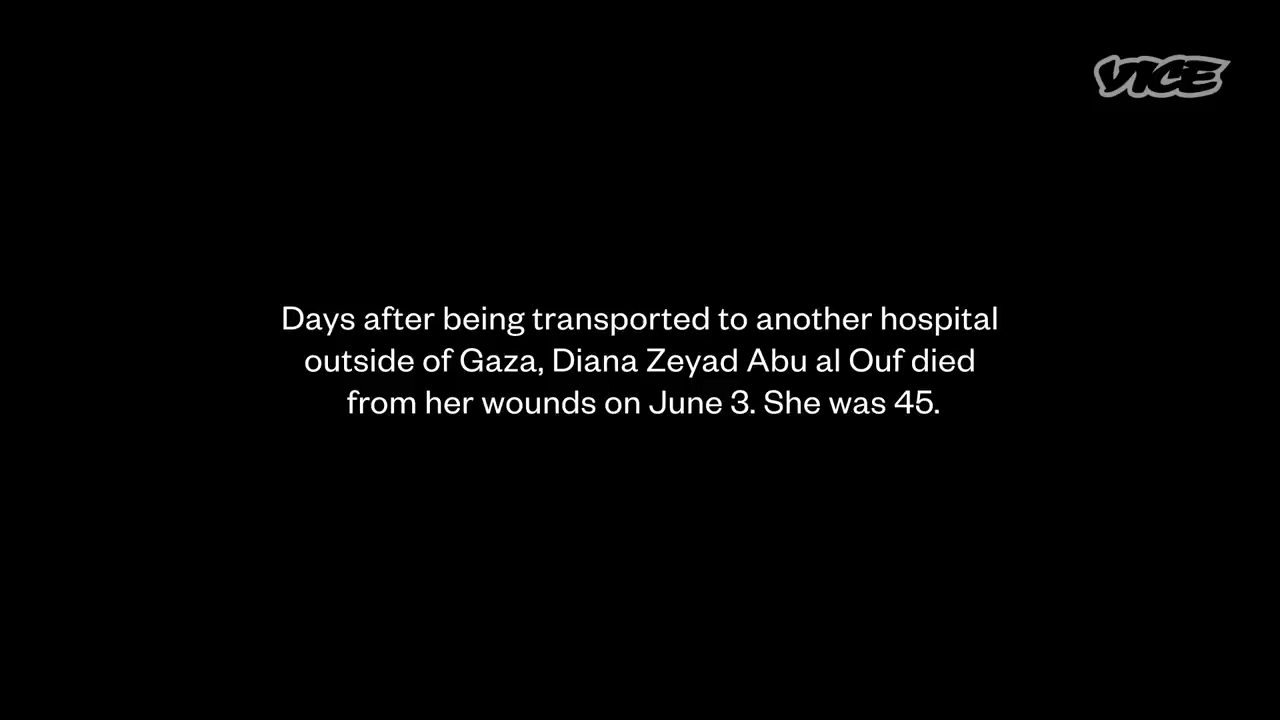 VICE
Days after being transported to another hospital
outside of Gaza, Diana Zeyad Abu al Ouf died
from her wounds on June 3. She was 45.